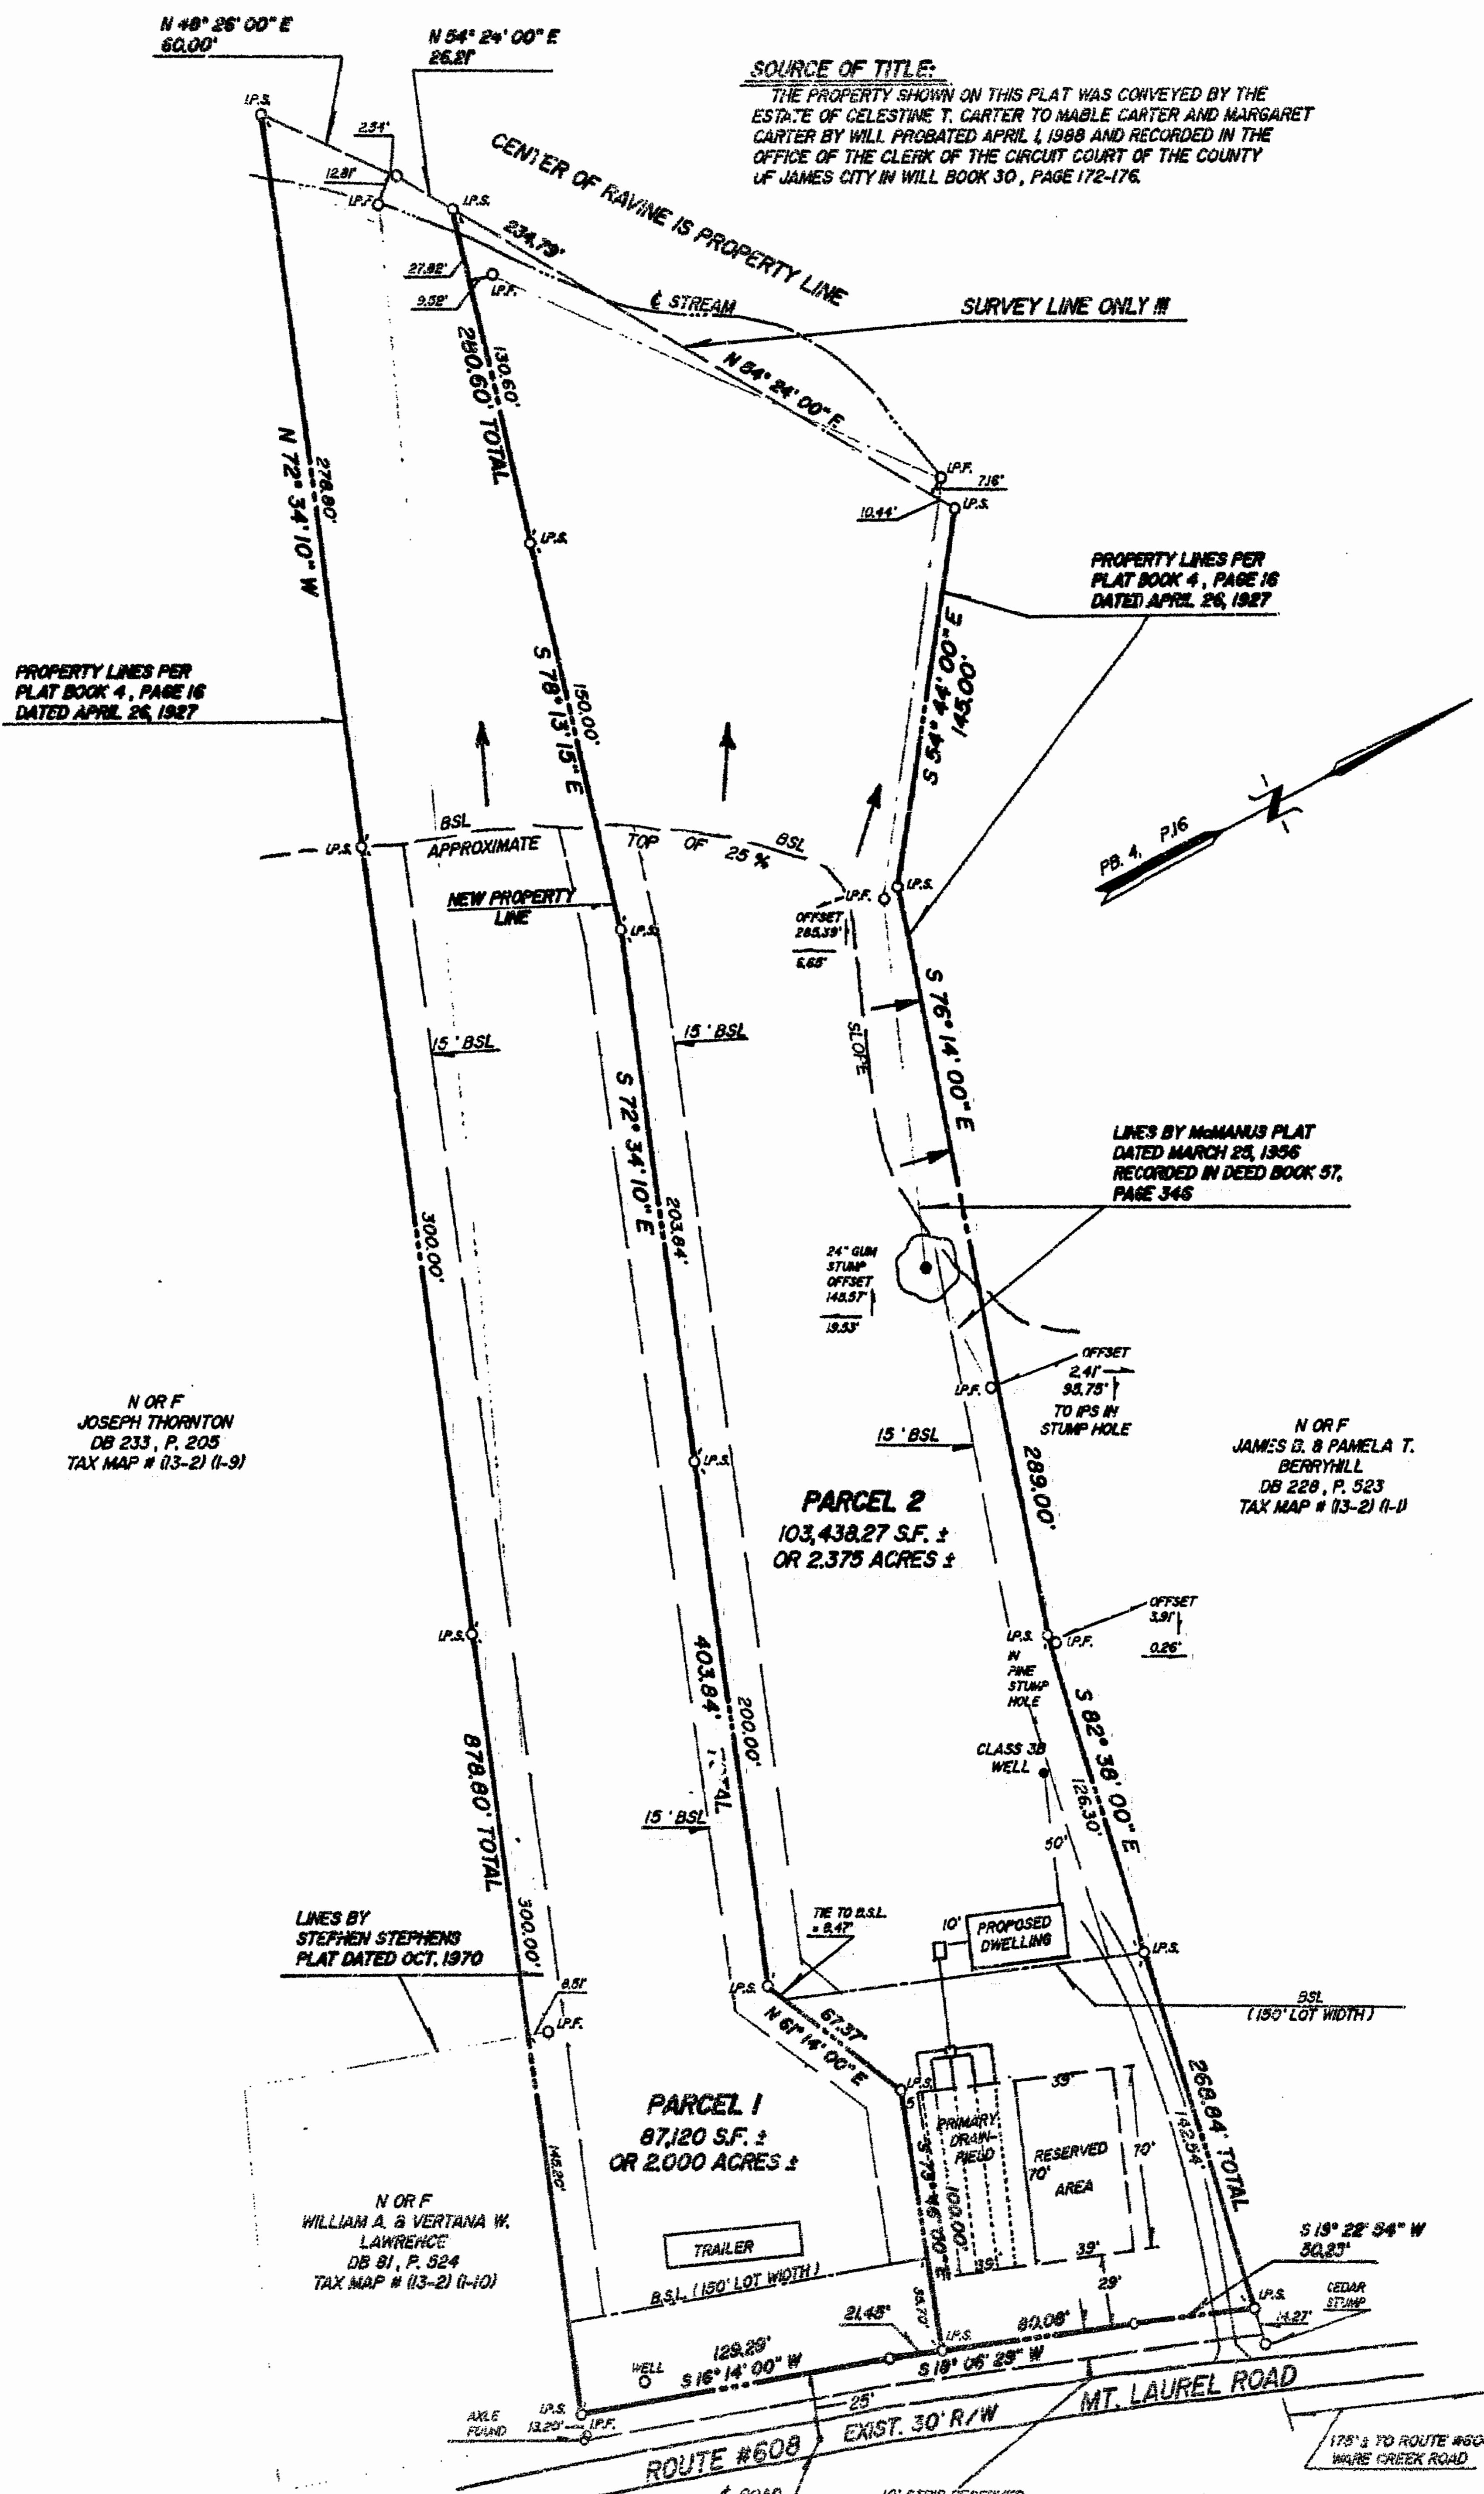 N 48° 26' 00" E
60.00'
N 54° 24' 00" E
26.21'
SOURCE OF TITLE:
THE PROPERTY SHOWN ON THIS PLAT WAS CONVEYED BY THE
ESTATE OF CELESTINE T. CARTER TO MABLE CARTER AND MARGARET
CARTER BY WILL PROBATED APRIL 1, 1988 AND RECORDED IN THE
OFFICE OF THE CLERK OF THE CIRCUIT COURT OF THE COUNTY
OF JAMES CITY IN WILL BOOK 30, PAGE 172-176.
I.P.S.
2.54'
12.81'
I.P.F.
I.P.S.
CENTER OF RAVINE IS PROPERTY LINE
234.79'
27.82'
9.52'
I.P.F.
℄ STREAM
SURVEY LINE ONLY !!!
N 54° 24' 00" E
130.60'
280.60' TOTAL
N 72° 34' 10" W
278.80'
I.P.F.
7.16'
10.44'
I.P.S.
I.P.S.
PROPERTY LINES PER
PLAT BOOK 4, PAGE 16
DATED APRIL 26, 1927
S 54° 44' 00" E
145.00'
PROPERTY LINES PER
PLAT BOOK 4, PAGE 16
DATED APRIL 26, 1927
S 78° 13' 15" E
150.00'
N
PB. 4, P.16
BSL
APPROXIMATE TOP OF 25 %
BSL
I.P.S.
NEW PROPERTY
LINE
I.P.S.
I.P.F.
I.P.S.
OFFSET
285.39'
6.65'
SLOPE
S 76° 14' 00" E
15' BSL
15' BSL
S 72° 34' 10" E
203.84'
LINES BY McMANUS PLAT
DATED MARCH 25, 1956
RECORDED IN DEED BOOK 57,
PAGE 346
300.00'
24" GUM
STUMP
OFFSET
145.57'
19.53'
OFFSET
2.41'
95.75'
TO IPS IN
STUMP HOLE
I.P.F.
N OR F
JOSEPH THORNTON
DB 233, P. 205
TAX MAP # (13-2) (1-9)
N OR F
JAMES B. & PAMELA T.
BERRYHILL
DB 228, P. 523
TAX MAP # (13-2) (1-1)
15' BSL
289.00'
I.P.S.
PARCEL 2
103,438.27 S.F. ±
OR 2.375 ACRES ±
OFFSET
3.91'
0.26'
I.P.S.
I.P.S.
I.P.F.
IN
PINE
STUMP
HOLE
403.84' TOTAL
200.00'
S 82° 38' 00" E
126.30'
CLASS 3B
WELL
50'
878.80' TOTAL
15' BSL
300.00'
LINES BY
STEPHEN STEPHENS
PLAT DATED OCT. 1970
8.51'
I.P.F.
TIE TO B.S.L.
= 8.47'
10'
PROPOSED
DWELLING
I.P.S.
I.P.S.
BSL
(150' LOT WIDTH)
67.37'
N 61° 14' 00" E
I.P.S.
5'
PARCEL 1
87,120 S.F. ±
OR 2.000 ACRES ±
39'
PRIMARY
DRAIN-
FIELD
RESERVED
AREA
70'
70'
268.84' TOTAL
142.54'
145.20'
S 73° 46' 00" E
100.00'
N OR F
WILLIAM A. & VERTANA W.
LAWRENCE
DB 81, P. 524
TAX MAP # (13-2) (1-10)
TRAILER
B.S.L. (150' LOT WIDTH)
39'
39'
29'
S 19° 22' 54" W
50.23'
CEDAR
STUMP
I.P.S.
14.27'
21.45'
I.P.S.
80.08'
S 18° 06' 29" W
129.29'
S 16° 14' 00" W
WELL
I.P.S.
AXLE
FOUND
13.20'
I.P.F.
25'
ROUTE #608
EXIST. 30' R/W
MT. LAUREL ROAD
WARE CREEK ROAD